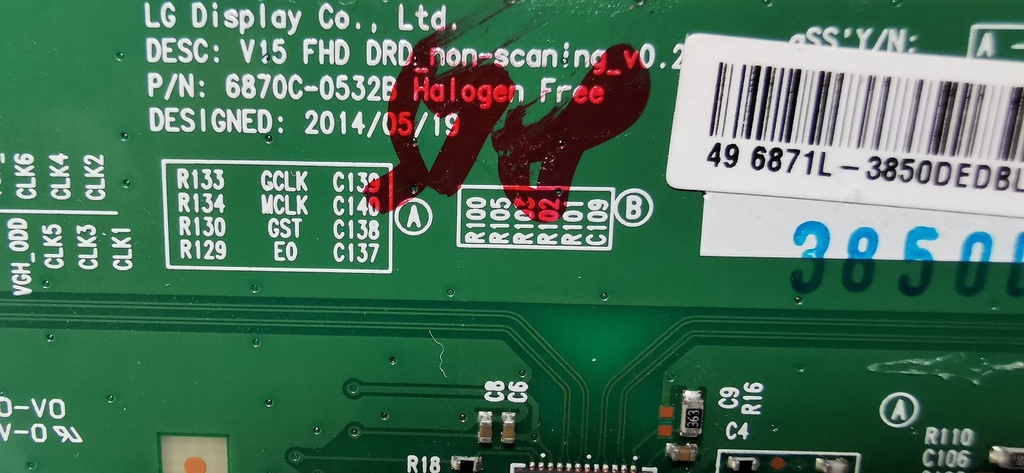 LG Display Co., Ltd.
DESC: V15 FHD DRD_non-scaning_v0.2
P/N: 6870C-0532B Halogen Free
DESIGNED: 2014/05/19
A
49 6871L-3850DEDBL
3850
CLK6
CLK4
CLK2
VGH_ODD
CLK5
CLK3
CLK1
R133 GCLK C139
R134 MCLK C140
R130 GST C138
R129 EO C137
A
R100
R105
R102
R101
C109
B
C8
C6
C9
R16
C4
363
A
R110
C106
R18